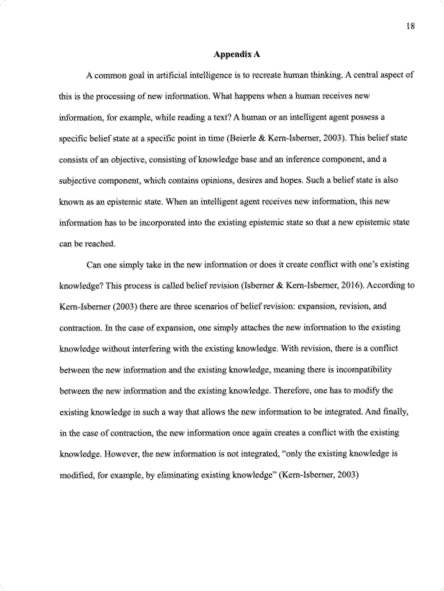 18
Appendix A
A common goal in artificial intelligence is to recreate human thinking. A central aspect of
this is the processing of new information. What happens when a human receives new
information, for example, while reading a text? A human or an intelligent agent possess a
specific belief state at a specific point in time (Beierle & Kern-Isberner, 2003). This belief state
consists of an objective, consisting of knowledge base and an inference component, and a
subjective component, which contains opinions, desires and hopes. Such a belief state is also
known as an epistemic state. When an intelligent agent receives new information, this new
information has to be incorporated into the existing epistemic state so that a new epistemic state
can be reached.
Can one simply take in the new information or does it create conflict with one's existing
knowledge? This process is called belief revision (Isberner & Kern-Isberner, 2016). According to
Kern-Isberner (2003) there are three scenarios of belief revision: expansion, revision, and
contraction. In the case of expansion, one simply attaches the new information to the existing
knowledge without interfering with the existing knowledge. With revision, there is a conflict
between the new information and the existing knowledge, meaning there is incompatibility
between the new information and the existing knowledge. Therefore, one has to modify the
existing knowledge in such a way that allows the new information to be integrated. And finally,
in the case of contraction, the new information once again creates a conflict with the existing
knowledge. However, the new information is not integrated, "only the existing knowledge is
modified, for example, by eliminating existing knowledge" (Kern-Isberner, 2003)